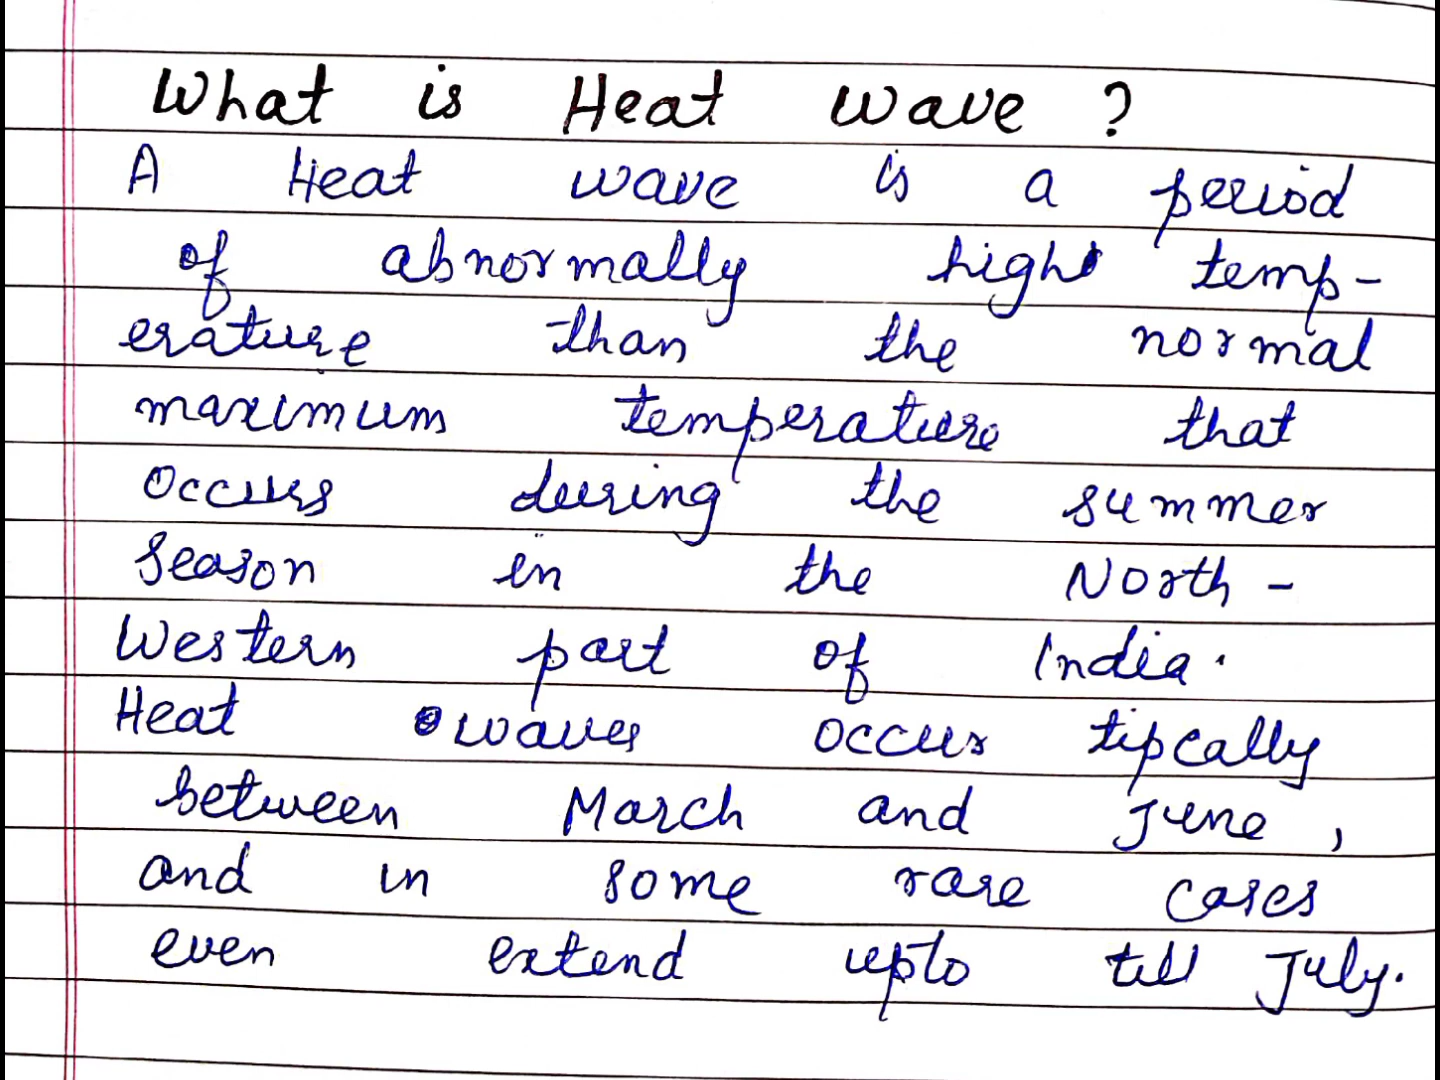 What is Heat wave ?
A Heat wave is a period
of abnormally high temp-
erature than the normal
maximum temperature that
occurs during the summer
season in the North-
Western part of India.
Heat waves occur tipcally
between March and June ,
and in some rare cases
even extend upto till July.